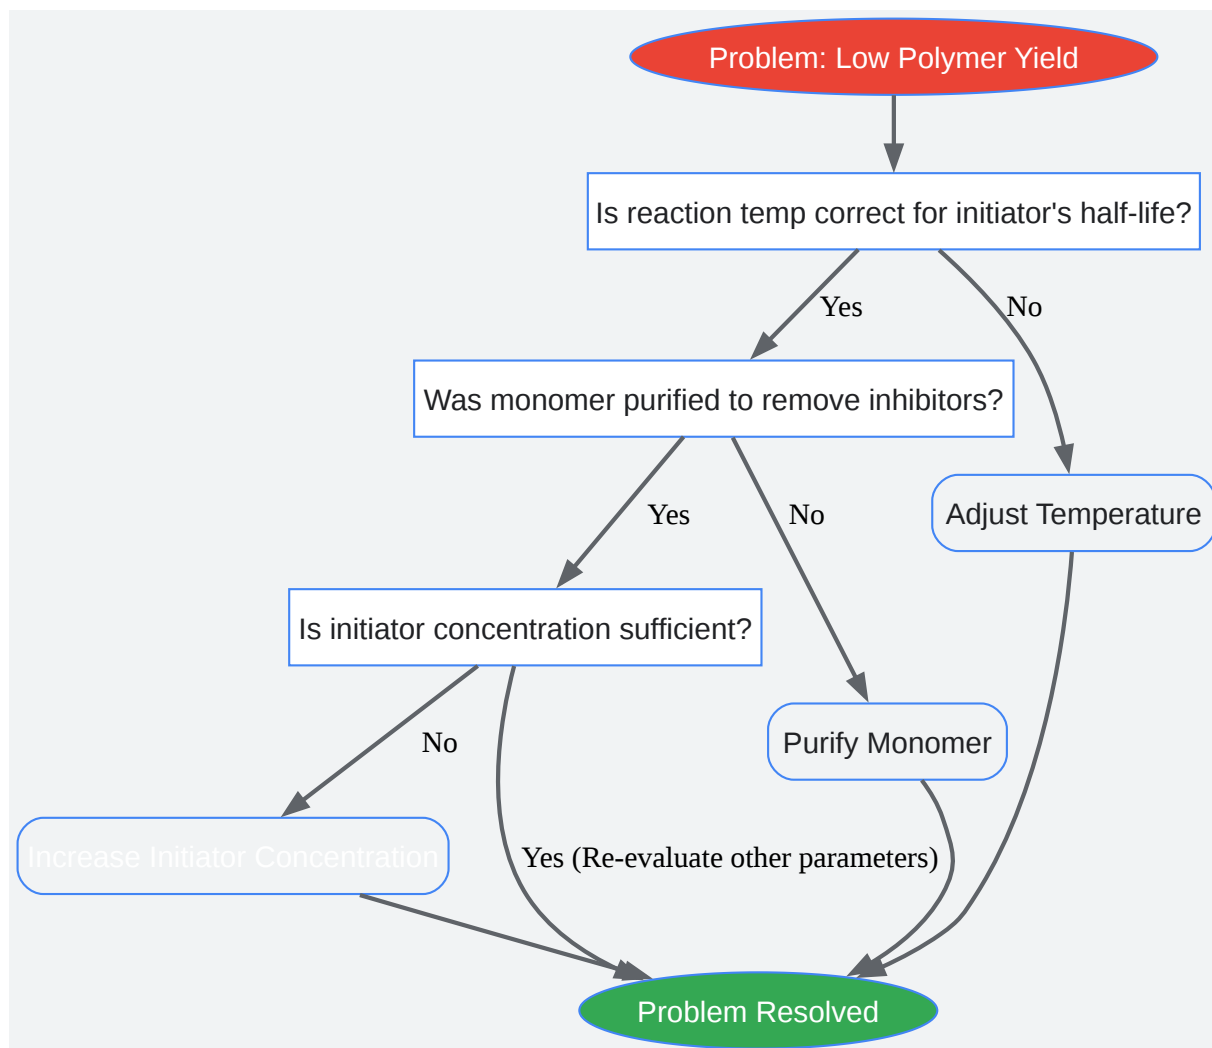 Problem: Low Polymer Yield
Is reaction temp correct for initiator's half-life?
Yes
No
Was monomer purified to remove inhibitors?
Yes
No
Adjust Temperature
Is initiator concentration sufficient?
No
Purify Monomer
Increase Initiator Concentration
Yes (Re-evaluate other parameters)
Problem Resolved